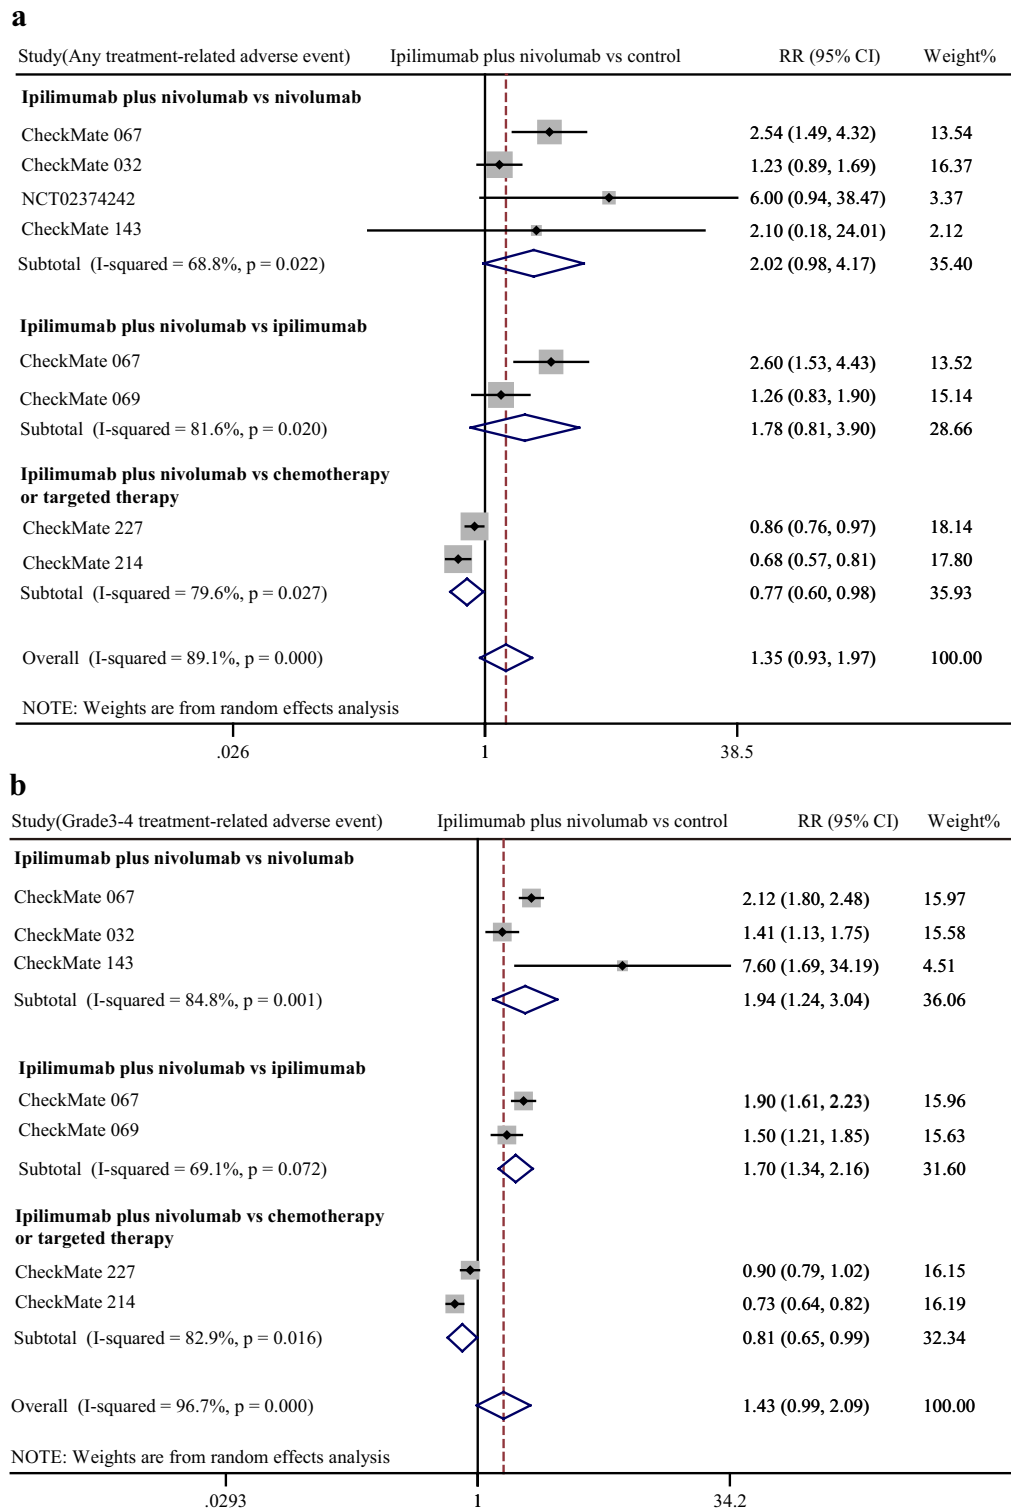 a
Study(Any treatment-related adverse event) Ipilimumab plus nivolumab vs control RR (95% CI) Weight%
Ipilimumab plus nivolumab vs nivolumab
CheckMate 067 2.54 (1.49, 4.32) 13.54
CheckMate 032 1.23 (0.89, 1.69) 16.37
NCT02374242 6.00 (0.94, 38.47) 3.37
CheckMate 143 2.10 (0.18, 24.01) 2.12
Subtotal (I-squared = 68.8%, p = 0.022) 2.02 (0.98, 4.17) 35.40
Ipilimumab plus nivolumab vs ipilimumab
CheckMate 067 2.60 (1.53, 4.43) 13.52
CheckMate 069 1.26 (0.83, 1.90) 15.14
Subtotal (I-squared = 81.6%, p = 0.020) 1.78 (0.81, 3.90) 28.66
Ipilimumab plus nivolumab vs chemotherapy
or targeted therapy
CheckMate 227 0.86 (0.76, 0.97) 18.14
CheckMate 214 0.68 (0.57, 0.81) 17.80
Subtotal (I-squared = 79.6%, p = 0.027) 0.77 (0.60, 0.98) 35.93
Overall (I-squared = 89.1%, p = 0.000) 1.35 (0.93, 1.97) 100.00
NOTE: Weights are from random effects analysis
.026 1 38.5
b
Study(Grade3-4 treatment-related adverse event) Ipilimumab plus nivolumab vs control RR (95% CI) Weight%
Ipilimumab plus nivolumab vs nivolumab
CheckMate 067 2.12 (1.80, 2.48) 15.97
CheckMate 032 1.41 (1.13, 1.75) 15.58
CheckMate 143 7.60 (1.69, 34.19) 4.51
Subtotal (I-squared = 84.8%, p = 0.001) 1.94 (1.24, 3.04) 36.06
Ipilimumab plus nivolumab vs ipilimumab
CheckMate 067 1.90 (1.61, 2.23) 15.96
CheckMate 069 1.50 (1.21, 1.85) 15.63
Subtotal (I-squared = 69.1%, p = 0.072) 1.70 (1.34, 2.16) 31.60
Ipilimumab plus nivolumab vs chemotherapy
or targeted therapy
CheckMate 227 0.90 (0.79, 1.02) 16.15
CheckMate 214 0.73 (0.64, 0.82) 16.19
Subtotal (I-squared = 82.9%, p = 0.016) 0.81 (0.65, 0.99) 32.34
Overall (I-squared = 96.7%, p = 0.000) 1.43 (0.99, 2.09) 100.00
NOTE: Weights are from random effects analysis
.0293 1 34.2